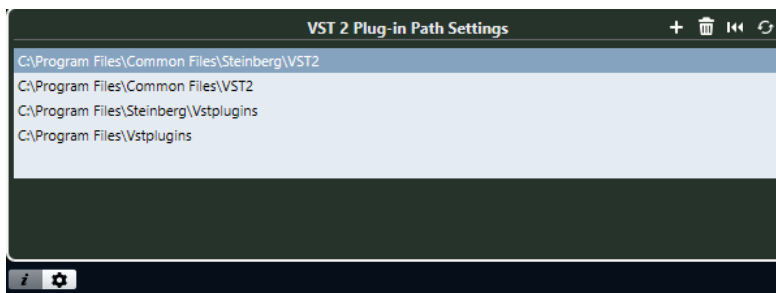 VST 2 Plug-in Path Settings
C:\Program Files\Common Files\Steinberg\VST2
C:\Program Files\Common Files\VST2
C:\Program Files\Steinberg\Vstplugins
C:\Program Files\Vstplugins
i